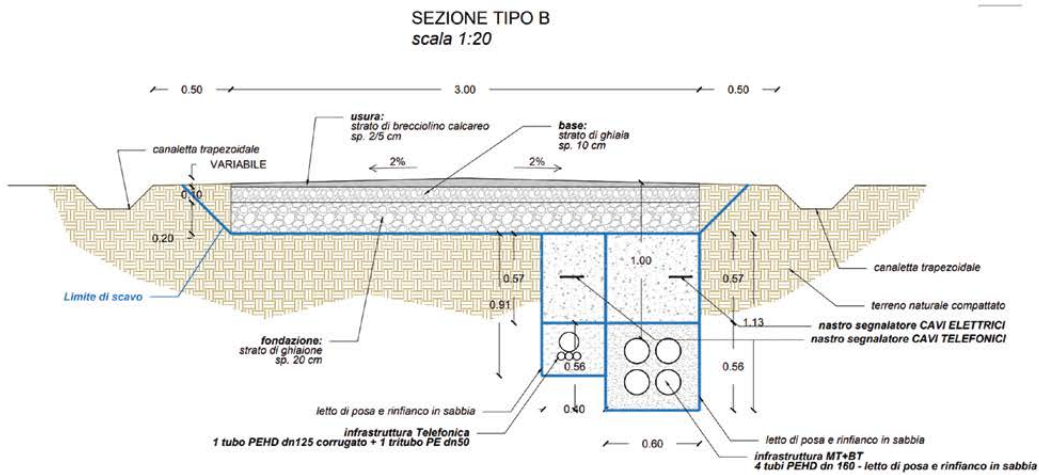 SEZIONE TIPO B
scala 1:20
0.50
3.00
0.50
usura:
strato di brecciolino calcareo
sp. 2/5 cm
base:
strato di ghiaia
sp. 10 cm
canaletta trapezoidale
VARIABILE
2%
2%
0.10
0.20
1.00
0.57
0.57
0.91
Limite di scavo
canaletta trapezoidale
terreno naturale compattato
1.13
nastro segnalatore CAVI ELETTRICI
nastro segnalatore CAVI TELEFONICI
fondazione:
strato di ghiaione
sp. 20 cm
0.56
0.56
letto di posa e rinfianco in sabbia
0.40
infrastruttura Telefonica
1 tubo PEHD dn125 corrugato + 1 tritubo PE dn50
0.60
letto di posa e rinfianco in sabbia
infrastruttura MT+BT
4 tubi PEHD dn 160 - letto di posa e rinfianco in sabbia